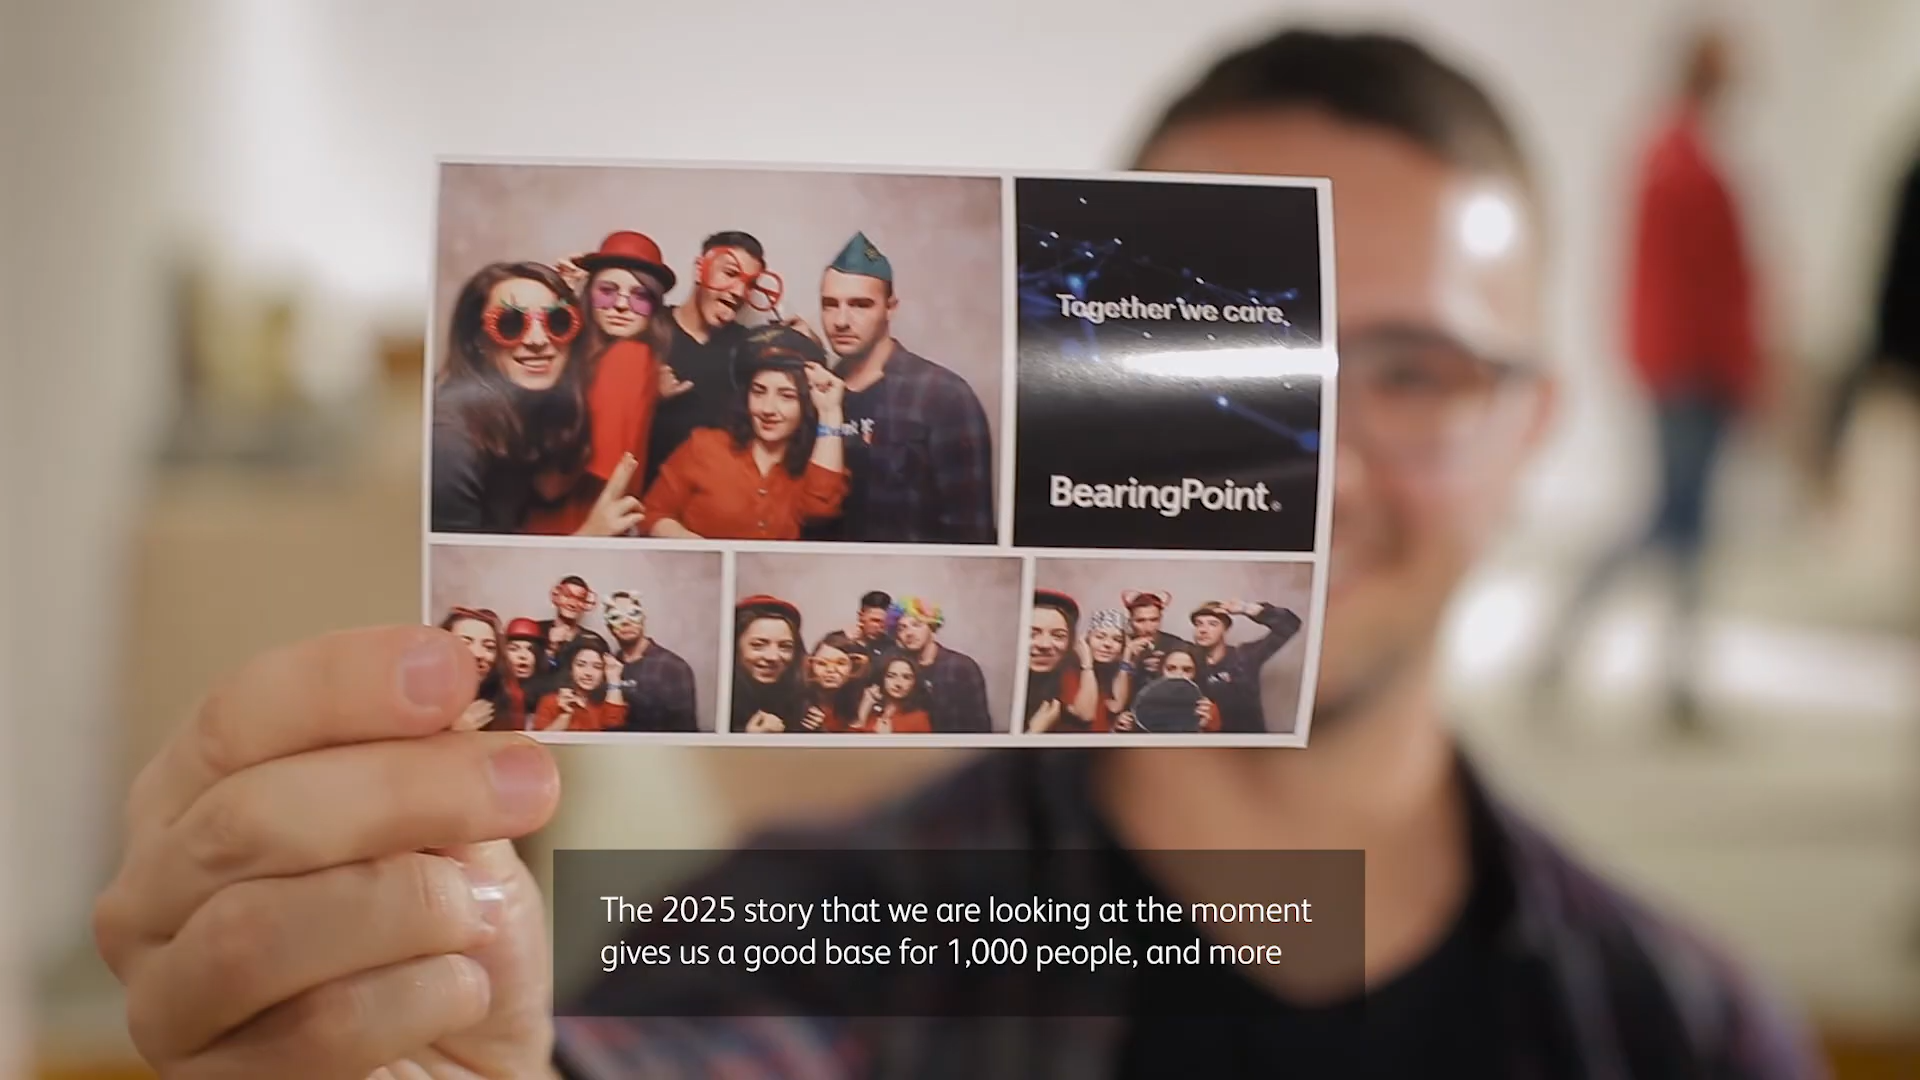 Together we care.
BearingPoint.
The 2025 story that we are looking at the moment
gives us a good base for 1,000 people, and more